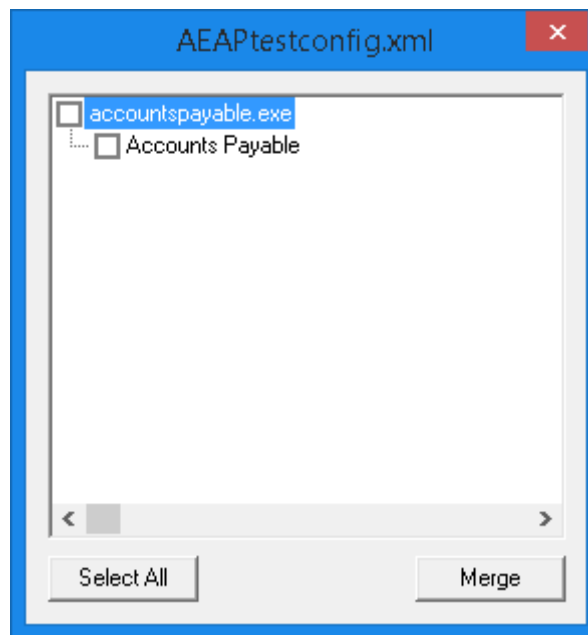 AEAPtestconfig.xml
accountspayable.exe
Accounts Payable
Select All
Merge